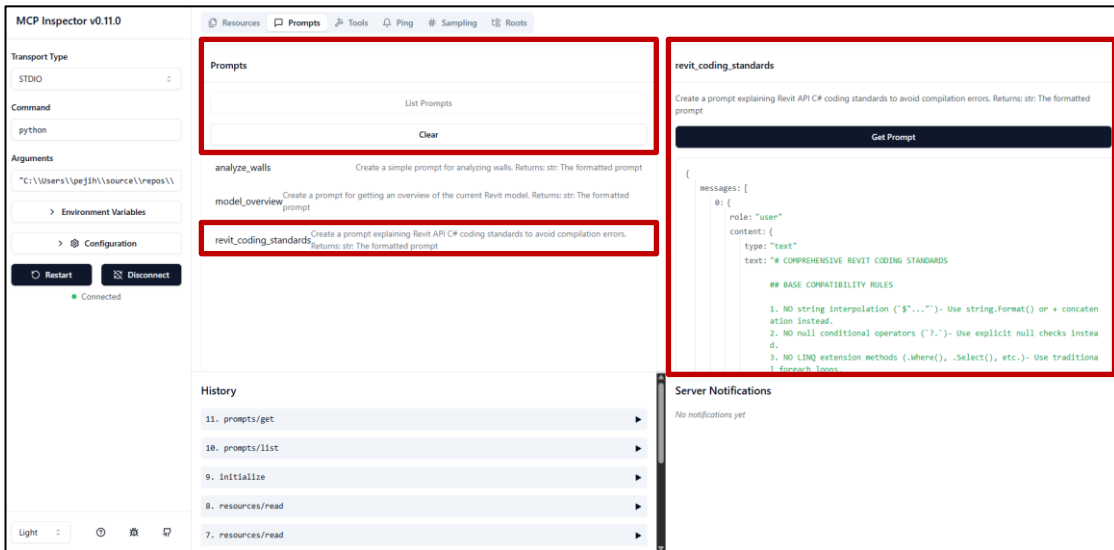 MCP Inspector v0.11.0
Transport Type
STDIO
Command
python
Arguments
"C:\\Users\\pejih\\source\\repos\\
Environment Variables
Configuration
Restart
Disconnect
Connected
Light
Resources
Prompts
Tools
Ping
Sampling
Roots
Prompts
List Prompts
Clear
analyze_walls
Create a simple prompt for analyzing walls. Returns: str: The formatted prompt
model_overview
Create a prompt for getting an overview of the current Revit model. Returns: str: The formatted
prompt
revit_coding_standards
Create a prompt explaining Revit API C# coding standards to avoid compilation errors.
Returns: str: The formatted prompt
revit_coding_standards
Create a prompt explaining Revit API C# coding standards to avoid compilation errors. Returns: str: The formatted
prompt
Get Prompt
{
messages: [
0: {
role: "user"
content: {
type: "text"
text: "# COMPREHENSIVE REVIT CODING STANDARDS
## BASE COMPATIBILITY RULES
1. NO string interpolation (`$"..."`)- Use string.Format() or + concaten
ation instead.
2. NO null conditional operators (`?.`)- Use explicit null checks instea
d.
3. NO LINQ extension methods (.Where(), .Select(), etc.)- Use traditiona
l foreach loops.
History
11. prompts/get
10. prompts/list
9. initialize
8. resources/read
7. resources/read
Server Notifications
No notifications yet